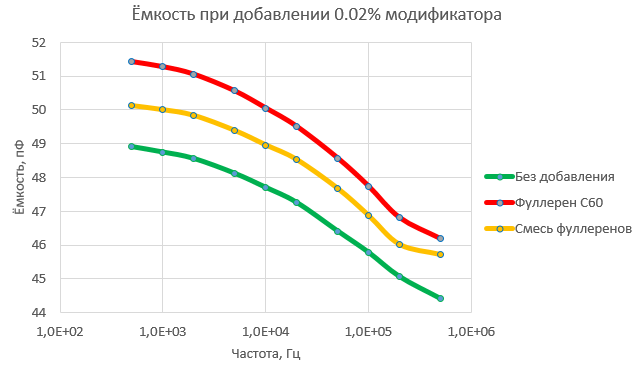 Ёмкость при добавлении 0.02% модификатора
52
51
50
49
48
47
46
45
44
Ёмкость, пФ
1,0E+02 1,0E+03 1,0E+04 1,0E+05 1,0E+06
Частота, Гц
Без добавления
Фуллерен С60
Смесь фуллеренов